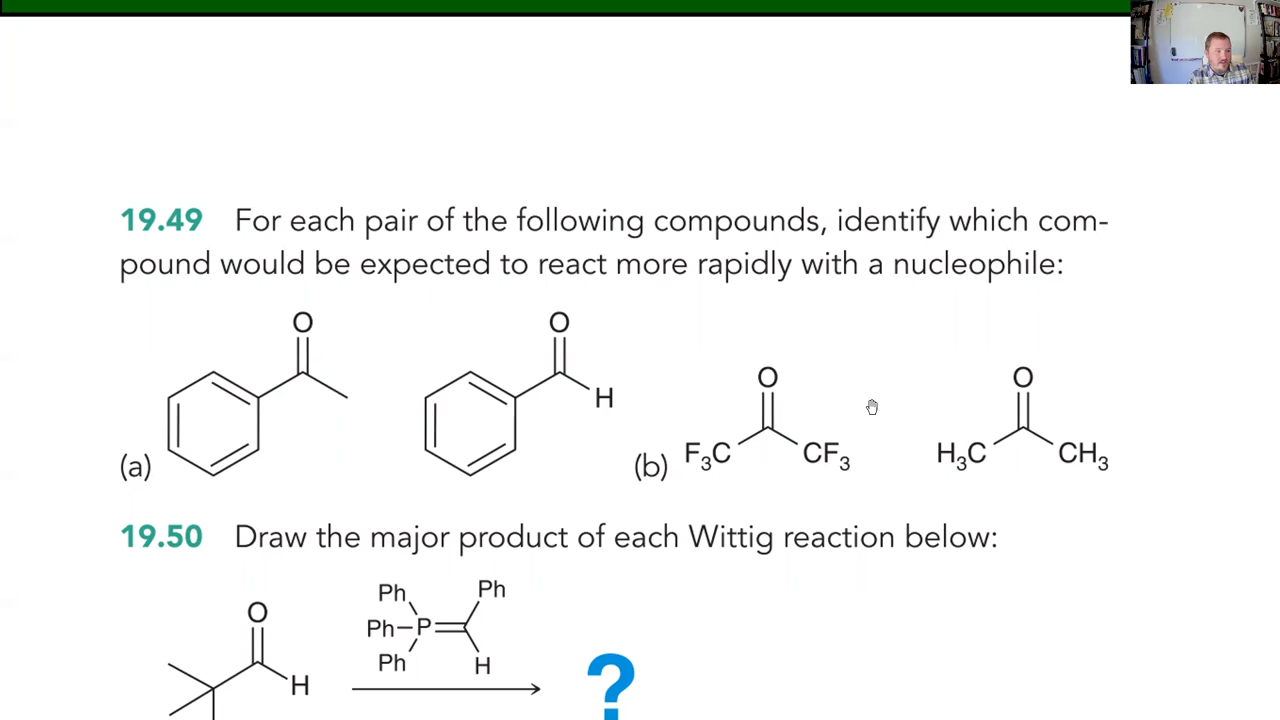 19.49 For each pair of the following compounds, identify which com-
pound would be expected to react more rapidly with a nucleophile:
(a)
O
O
H
(b)
O
F₃C CF₃
O
H₃C CH₃
19.50 Draw the major product of each Wittig reaction below:
O
H
Ph Ph
Ph–P
Ph H
?